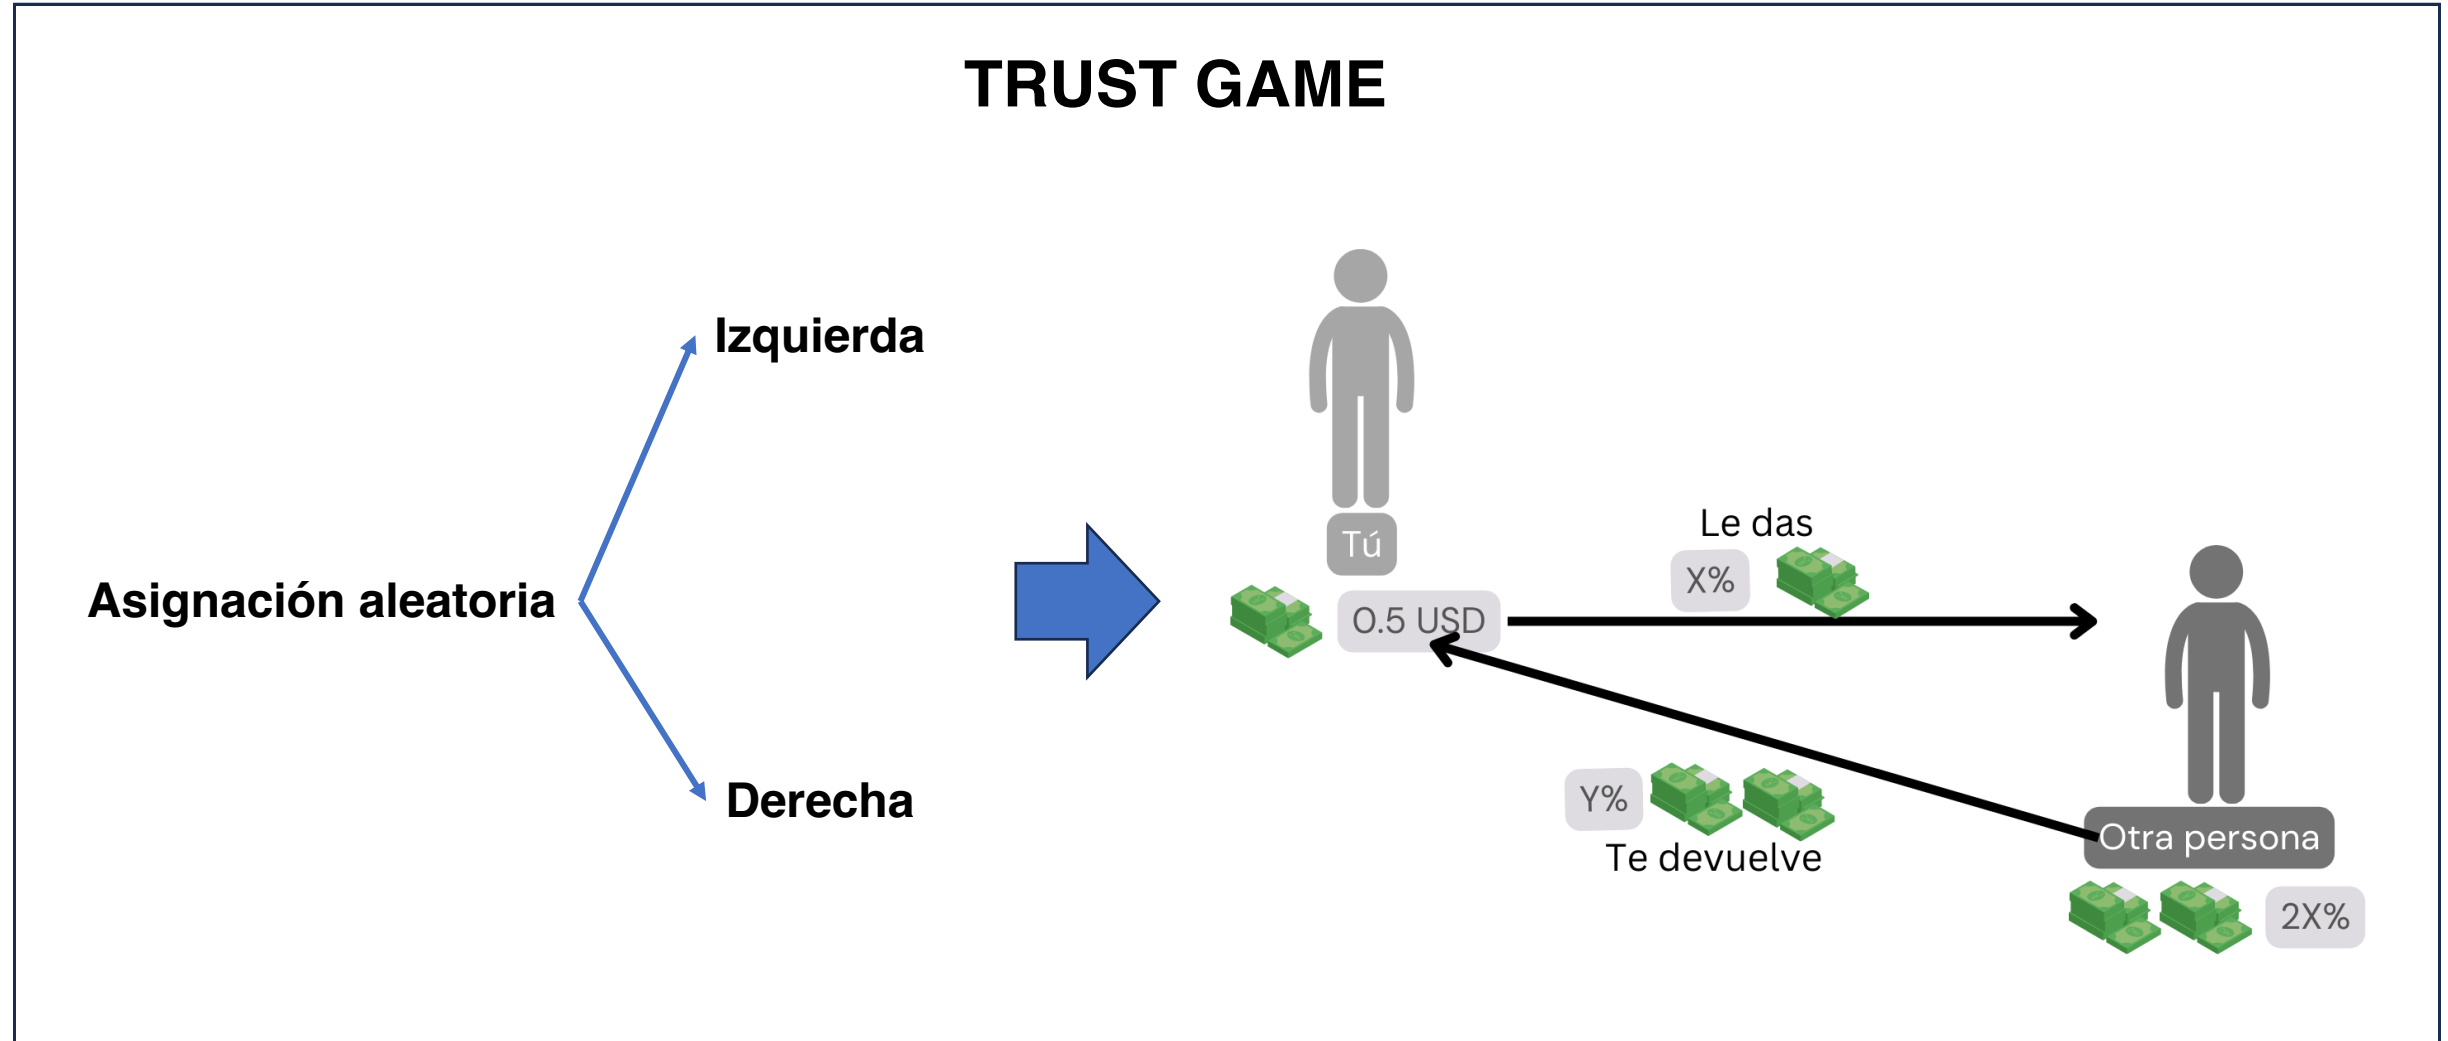 TRUST GAME
Izquierda
Asignación aleatoria
Derecha
Tú
0.5 USD
Le das
X%
Y%
Te devuelve
Otra persona
2X%